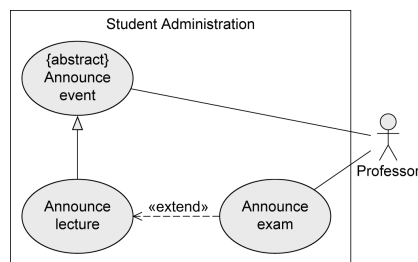 Student Administration
{abstract}
Announce
event
Professor
Announce
lecture
«extend»
Announce
exam